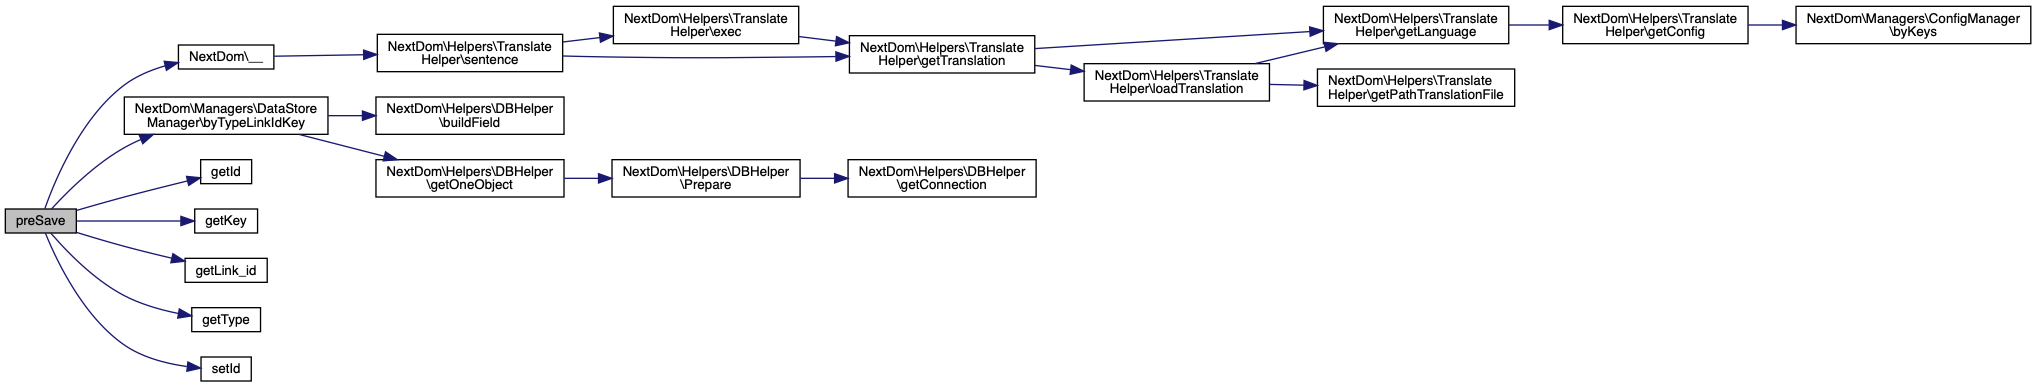 preSave
NextDom\__
NextDom\Helpers\Translate
Helper\sentence
NextDom\Helpers\Translate
Helper\exec
NextDom\Helpers\Translate
Helper\getTranslation
NextDom\Helpers\Translate
Helper\getLanguage
NextDom\Helpers\Translate
Helper\getConfig
NextDom\Managers\ConfigManager
\byKeys
NextDom\Helpers\Translate
Helper\loadTranslation
NextDom\Helpers\Translate
Helper\getPathTranslationFile
NextDom\Managers\DataStore
Manager\byTypeLinkIdKey
NextDom\Helpers\DBHelper
\buildField
NextDom\Helpers\DBHelper
\getOneObject
NextDom\Helpers\DBHelper
\Prepare
NextDom\Helpers\DBHelper
\getConnection
getId
getKey
getLink_id
getType
setId